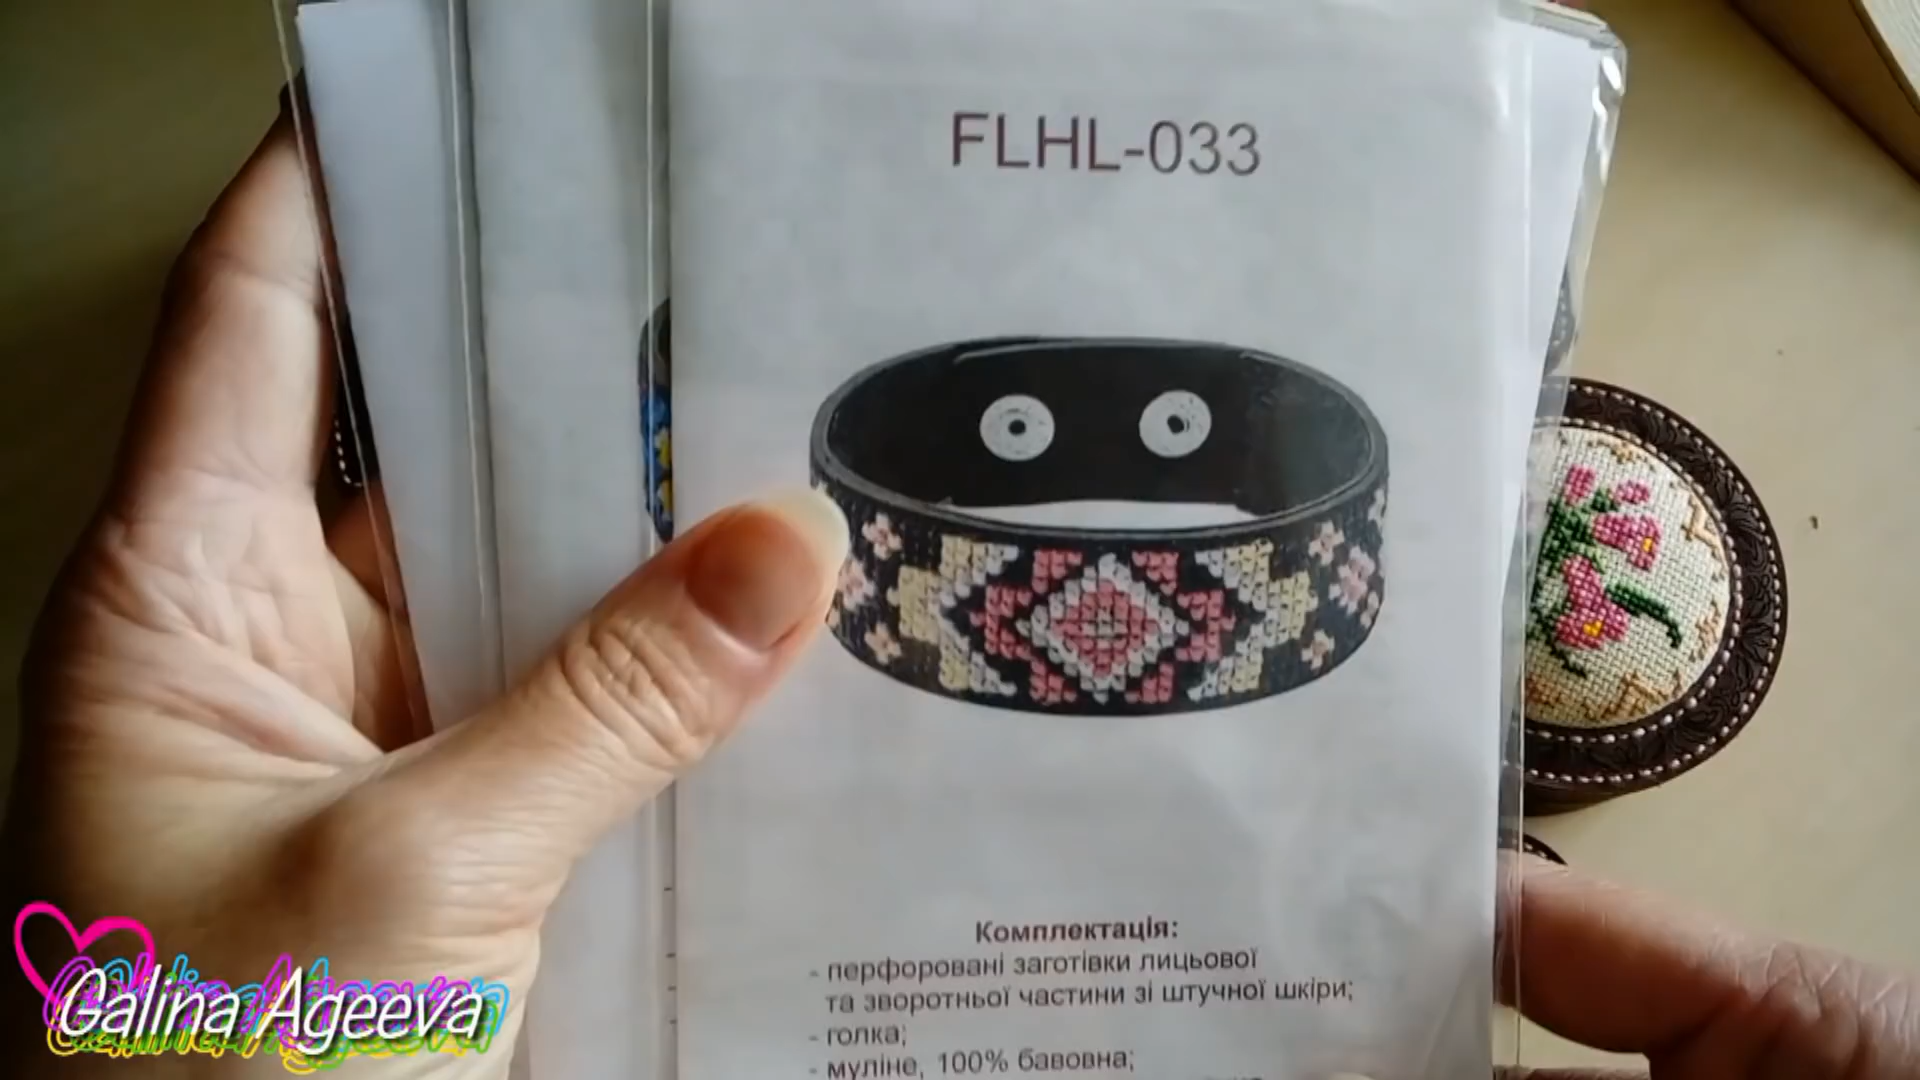 FLHL-033
Комплектація:
- перфоровані заготівки лицьової
та зворотньої частини зі штучної шкіри;
- голка;
- муліне, 100% бавовна;
Galina Ageeva